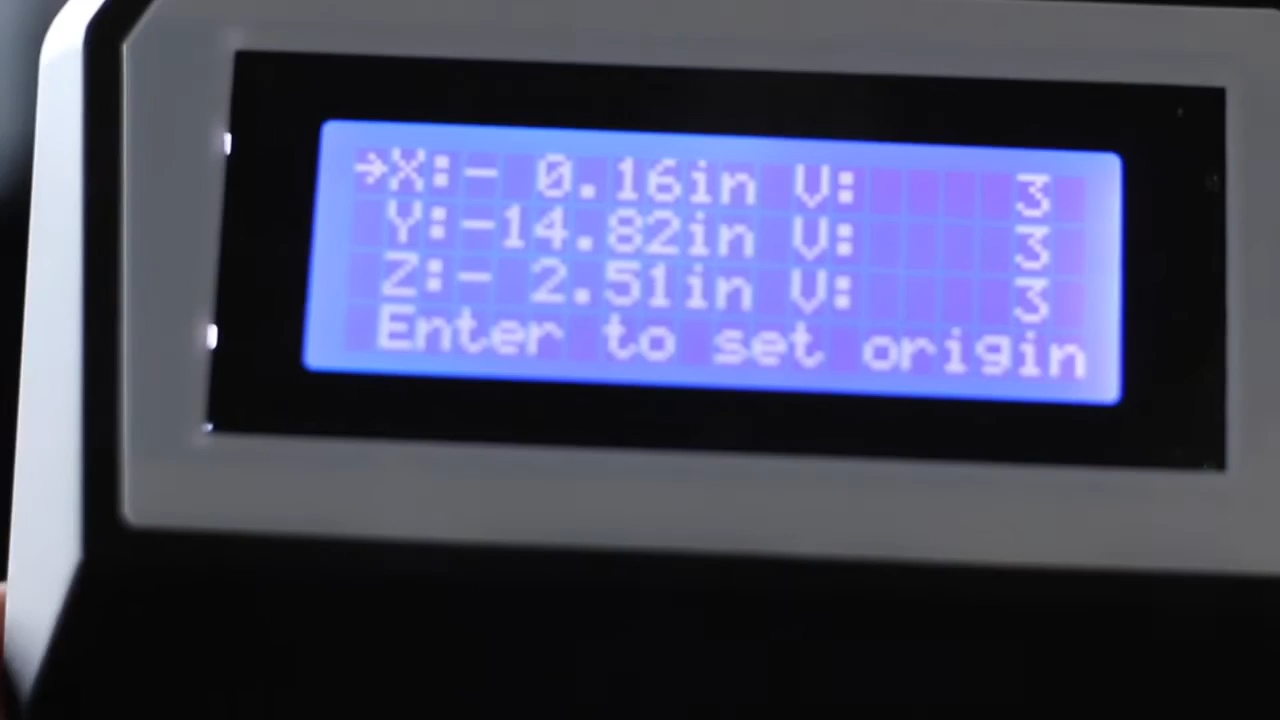 →X:- 0.16in V: 3
Y:-14.82in V: 3
Z:- 2.51in V: 3
Enter to set origin